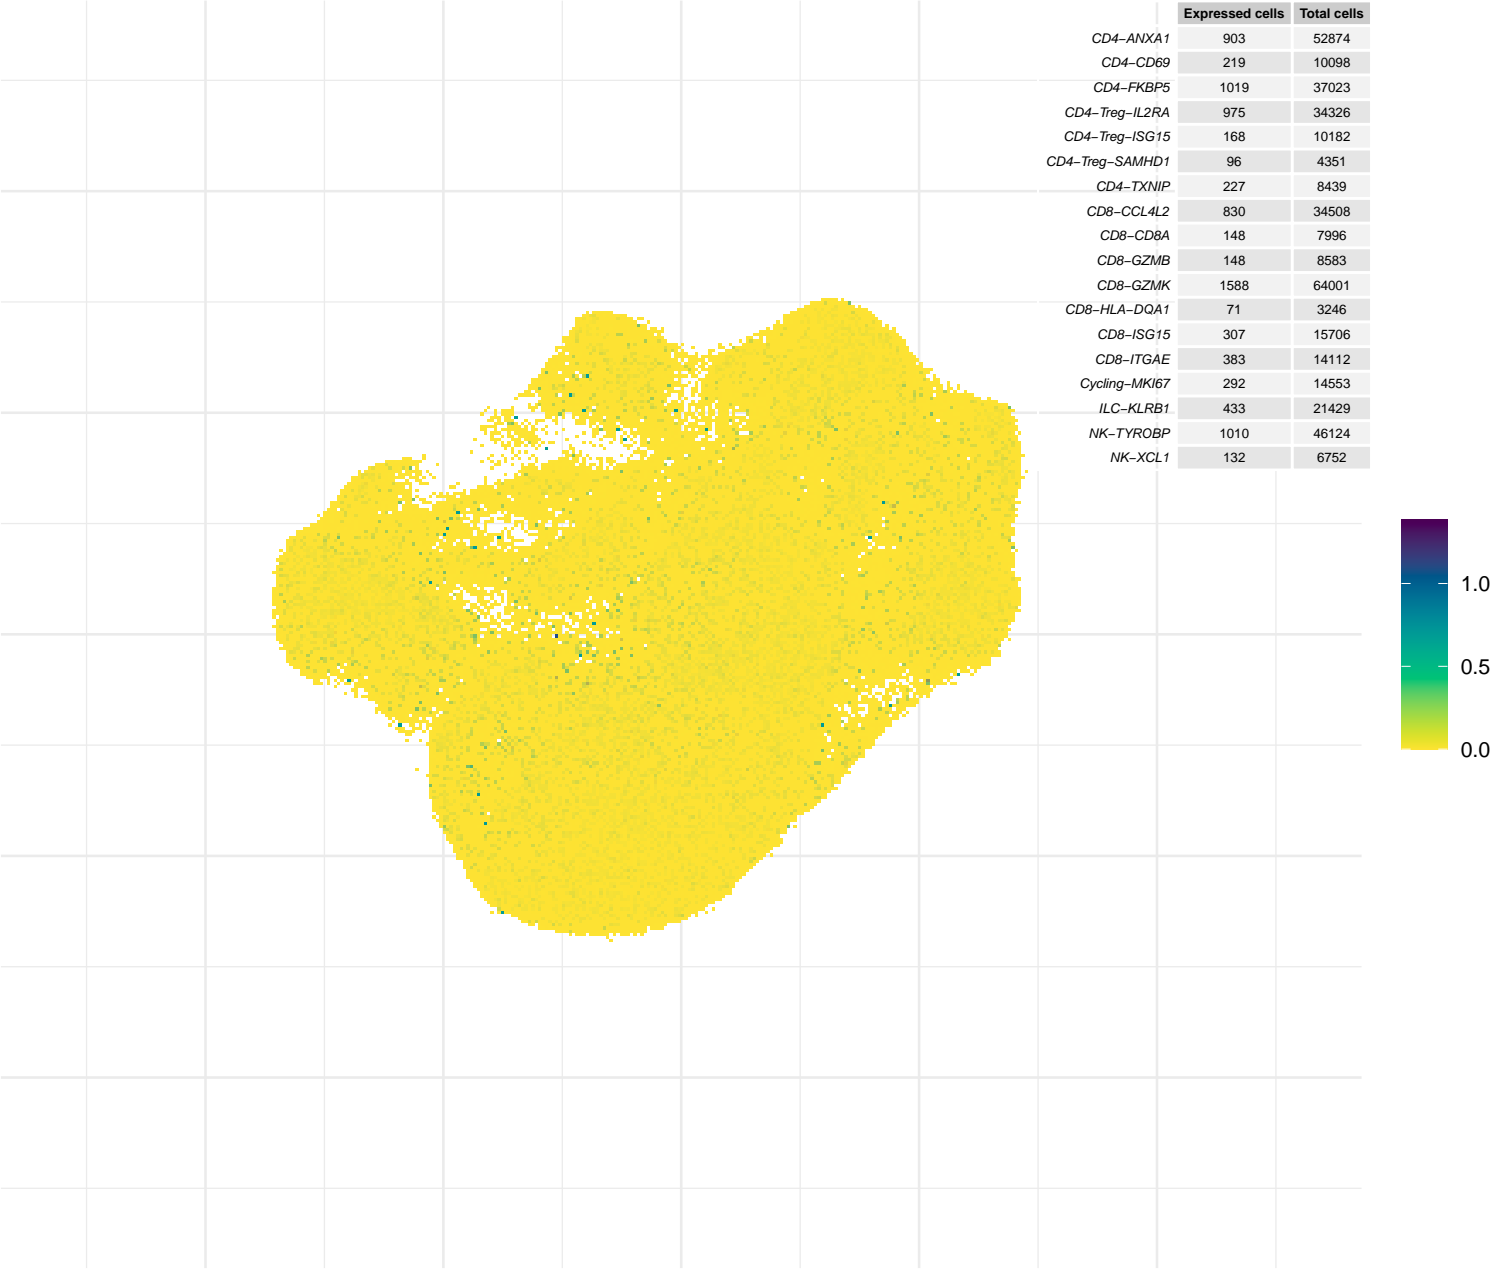 Expressed cells Total cells
CD4−ANXA1 903 52874
CD4−CD69 219 10098
CD4−FKBP5 1019 37023
CD4−Treg−IL2RA 975 34326
CD4−Treg−ISG15 168 10182
CD4−Treg−SAMHD1 96 4351
CD4−TXNIP 227 8439
CD8−CCL4L2 830 34508
CD8−CD8A 148 7996
CD8−GZMB 148 8583
CD8−GZMK 1588 64001
CD8−HLA−DQA1 71 3246
CD8−ISG15 307 15706
CD8−ITGAE 383 14112
Cycling−MKI67 292 14553
ILC−KLRB1 433 21429
NK−TYROBP 1010 46124
NK−XCL1 132 6752
1.0
0.5
0.0